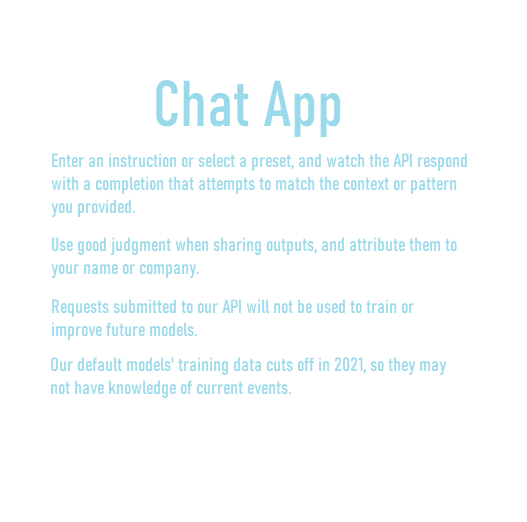 Chat App
Enter an instruction or select a preset, and watch the API respond
with a completion that attempts to match the context or pattern
you provided.
Use good judgment when sharing outputs, and attribute them to
your name or company.
Requests submitted to our API will not be used to train or
improve future models.
Our default models' training data cuts off in 2021, so they may
not have knowledge of current events.